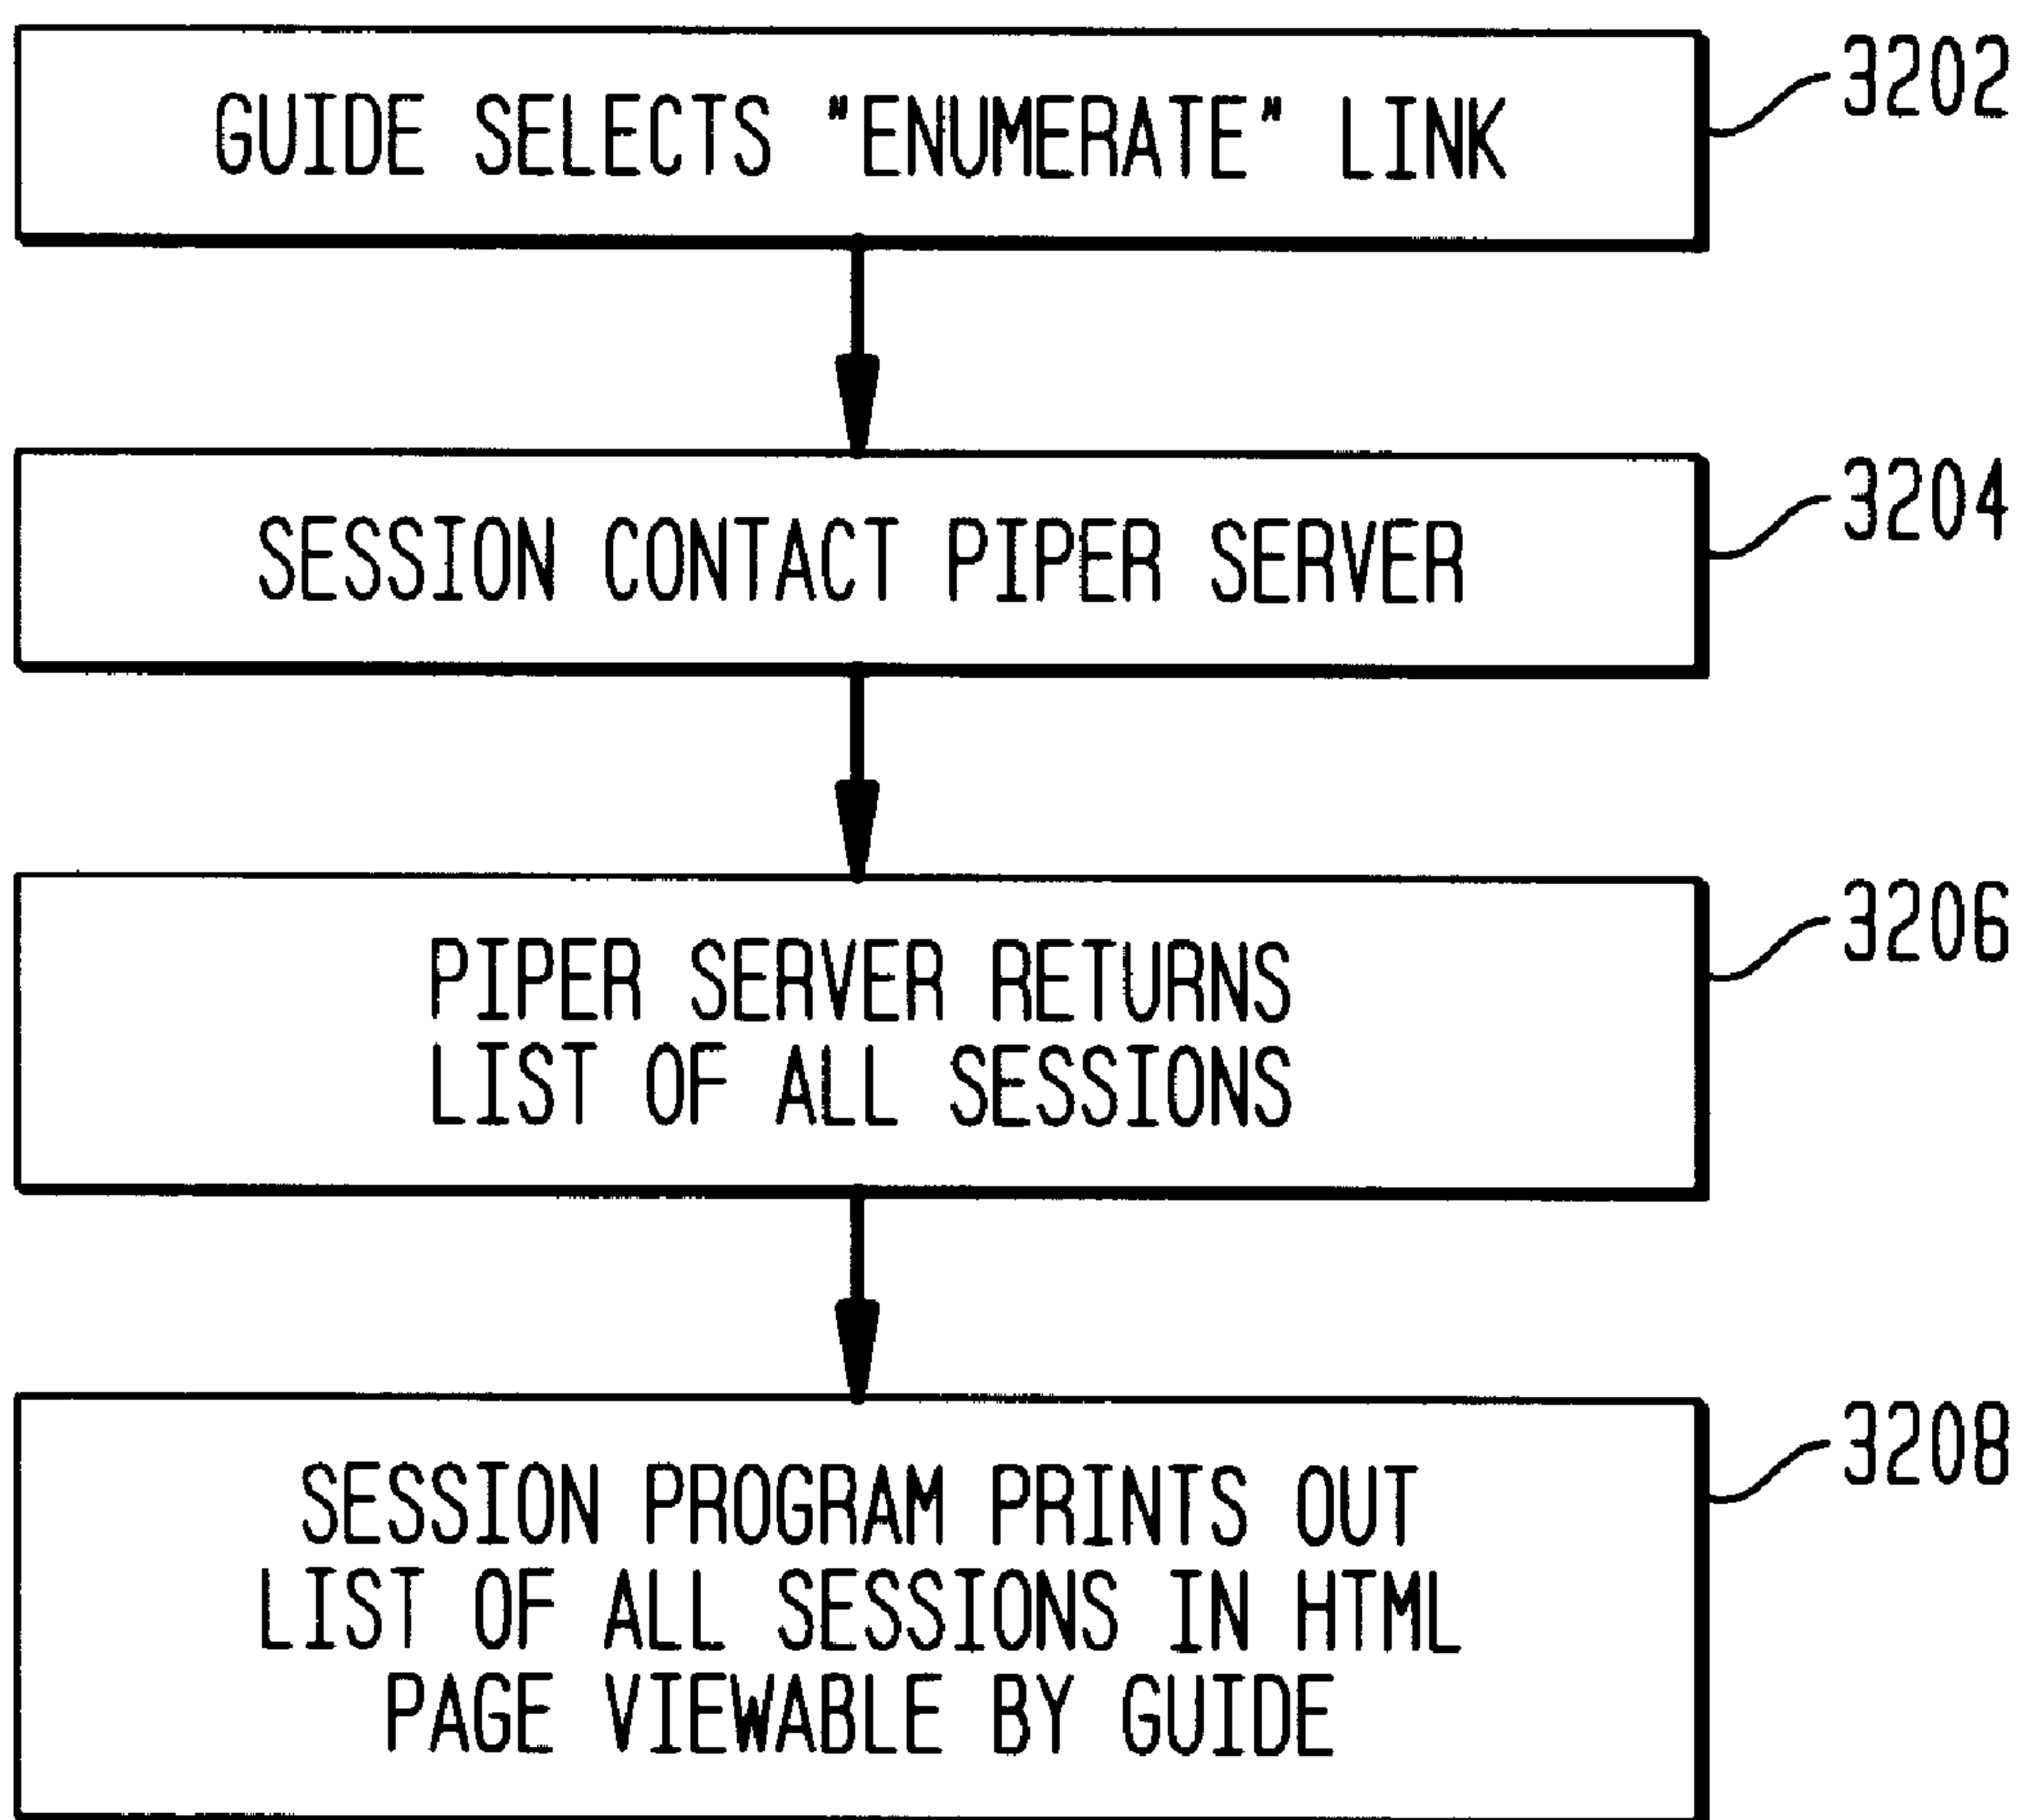 GUIDE SELECTS "ENUMERATE" LINK
3202
SESSION CONTACT PIPER SERVER
3204
PIPER SERVER RETURNS
LIST OF ALL SESSIONS
3206
SESSION PROGRAM PRINTS OUT
LIST OF ALL SESSIONS IN HTML
PAGE VIEWABLE BY GUIDE
3208